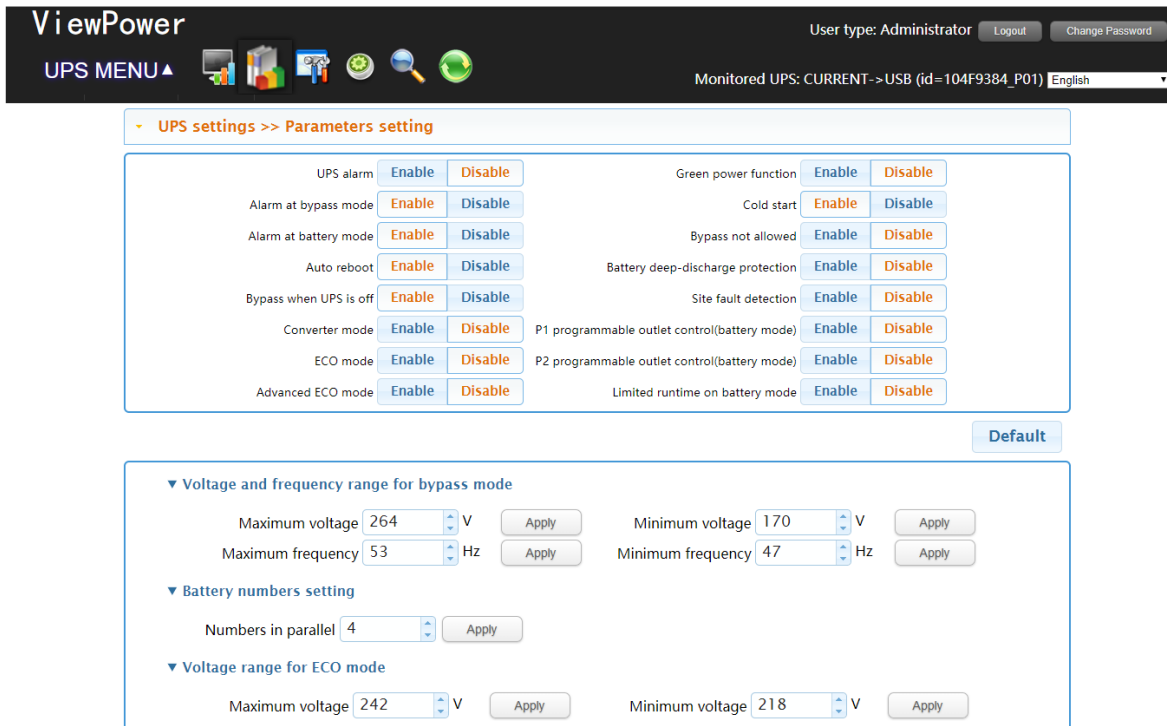 ViewPower
User type: Administrator Logout Change Password
UPS MENU▲
Monitored UPS: CURRENT->USB (id=104F9384_P01) English
UPS settings >> Parameters setting
UPS alarm Enable Disable Green power function Enable Disable
Alarm at bypass mode Enable Disable Cold start Enable Disable
Alarm at battery mode Enable Disable Bypass not allowed Enable Disable
Auto reboot Enable Disable Battery deep-discharge protection Enable Disable
Bypass when UPS is off Enable Disable Site fault detection Enable Disable
Converter mode Enable Disable P1 programmable outlet control(battery mode) Enable Disable
ECO mode Enable Disable P2 programmable outlet control(battery mode) Enable Disable
Advanced ECO mode Enable Disable Limited runtime on battery mode Enable Disable
Default
▼ Voltage and frequency range for bypass mode
Maximum voltage 264 V Apply Minimum voltage 170 V Apply
Maximum frequency 53 Hz Apply Minimum frequency 47 Hz Apply
▼ Battery numbers setting
Numbers in parallel 4 Apply
▼ Voltage range for ECO mode
Maximum voltage 242 V Apply Minimum voltage 218 V Apply